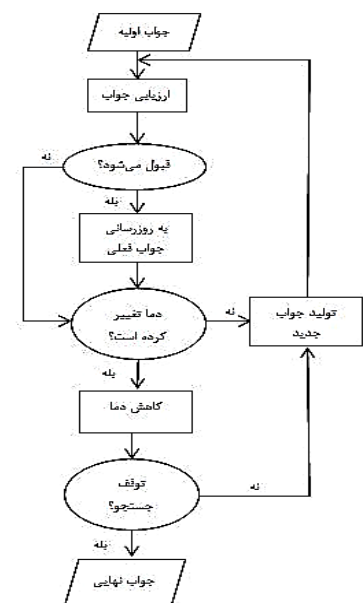 جواب اولیه
ارزیابی جواب
نه
قبول می‌شود؟
بله
به روزرسانی
جواب فعلی
دما تغییر
کرده است؟
نه
تولید جواب
جدید
بله
کاهش دما
توقف
جستجو؟
نه
بله
جواب نهایی